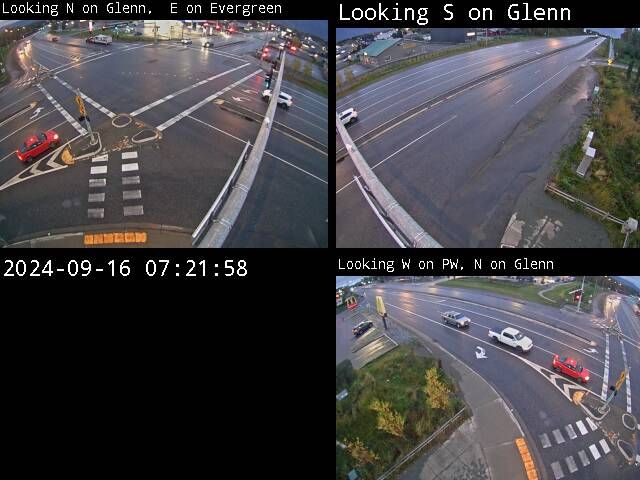 Looking N on Glenn, E on Evergreen
Looking S on Glenn
2024-09-16 07:21:58
Looking W on PW, N on Glenn